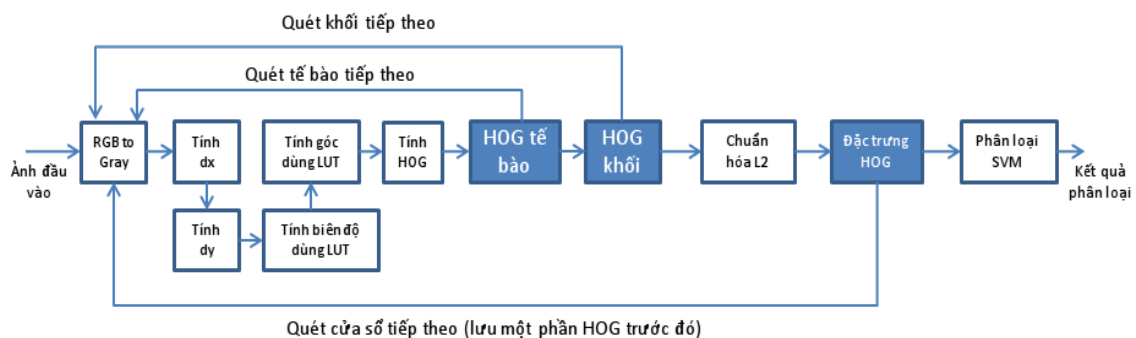 Quét khối tiếp theo
Quét tế bào tiếp theo
Ảnh đầu
vào
RGB to
Gray
Tính
dx
Tính
dy
Tính biên độ
dùng LUT
Tính góc
dùng LUT
Tính
HOG
HOG tế
bào
HOG
khối
Chuẩn
hóa L2
Đặc trưng
HOG
Phân loại
SVM
Kết quả
phân loại
Quét cửa sổ tiếp theo (lưu một phần HOG trước đó)